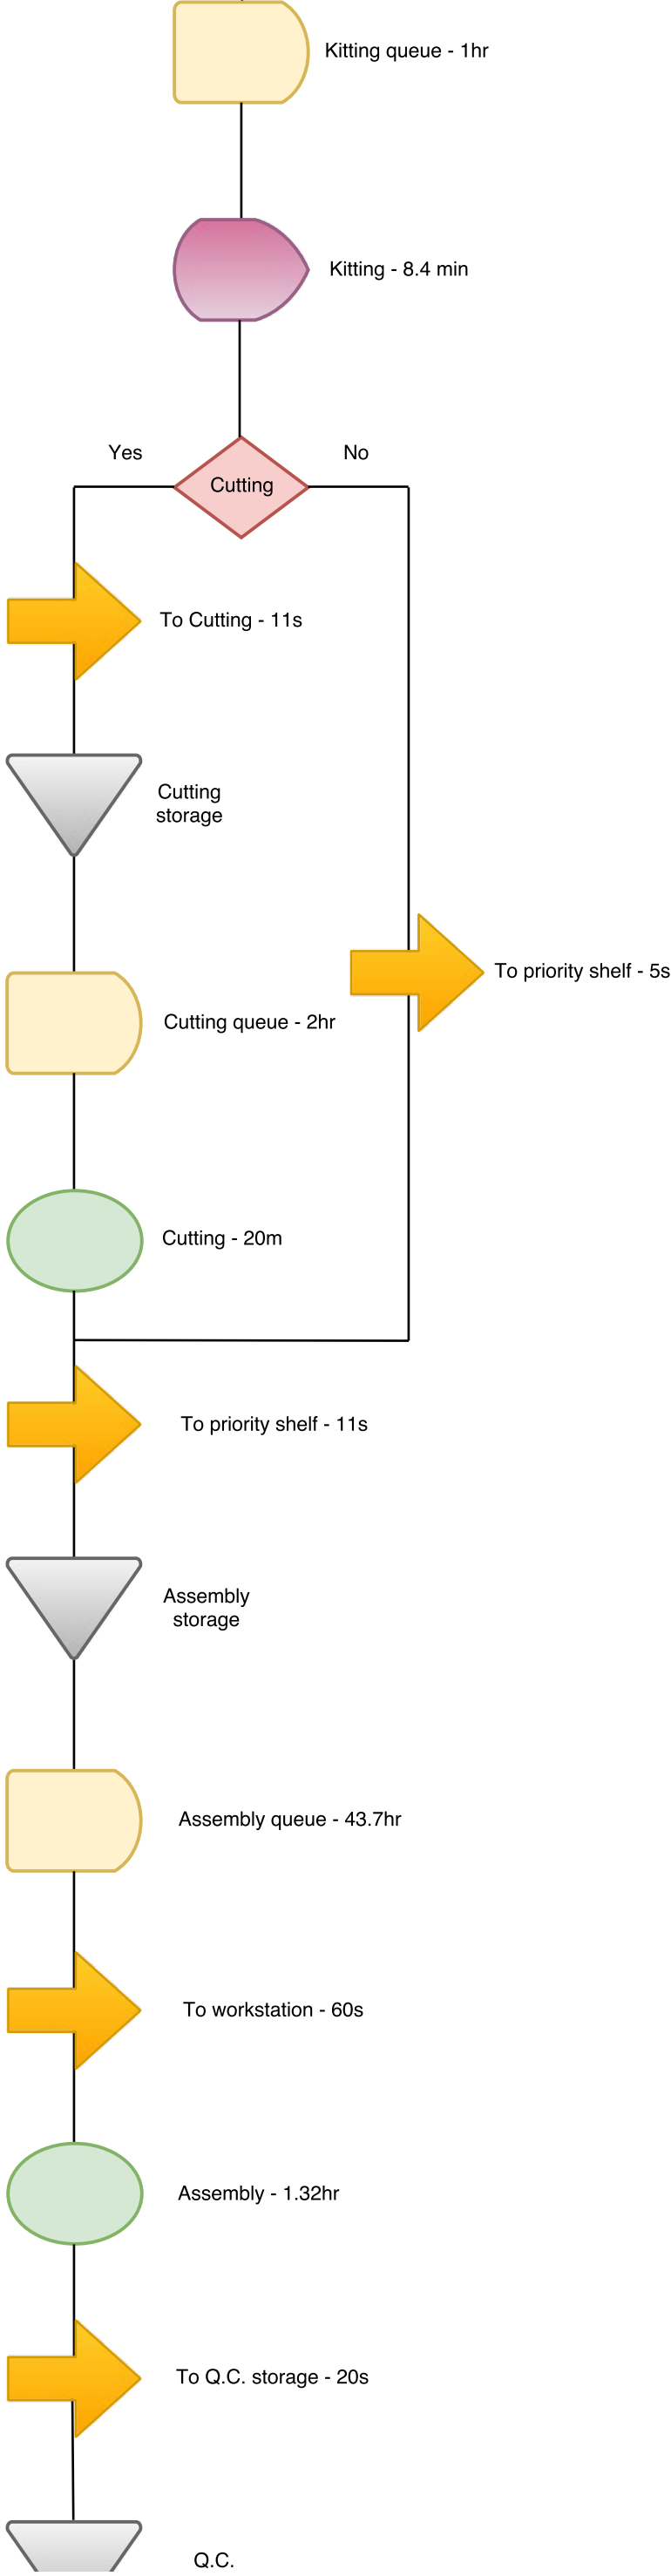 Kitting queue - 1hr
Kitting - 8.4 min
Yes
No
Cutting
To Cutting - 11s
Cutting
storage
To priority shelf - 5s
Cutting queue - 2hr
Cutting - 20m
To priority shelf - 11s
Assembly
storage
Assembly queue - 43.7hr
To workstation - 60s
Assembly - 1.32hr
To Q.C. storage - 20s
Q.C.